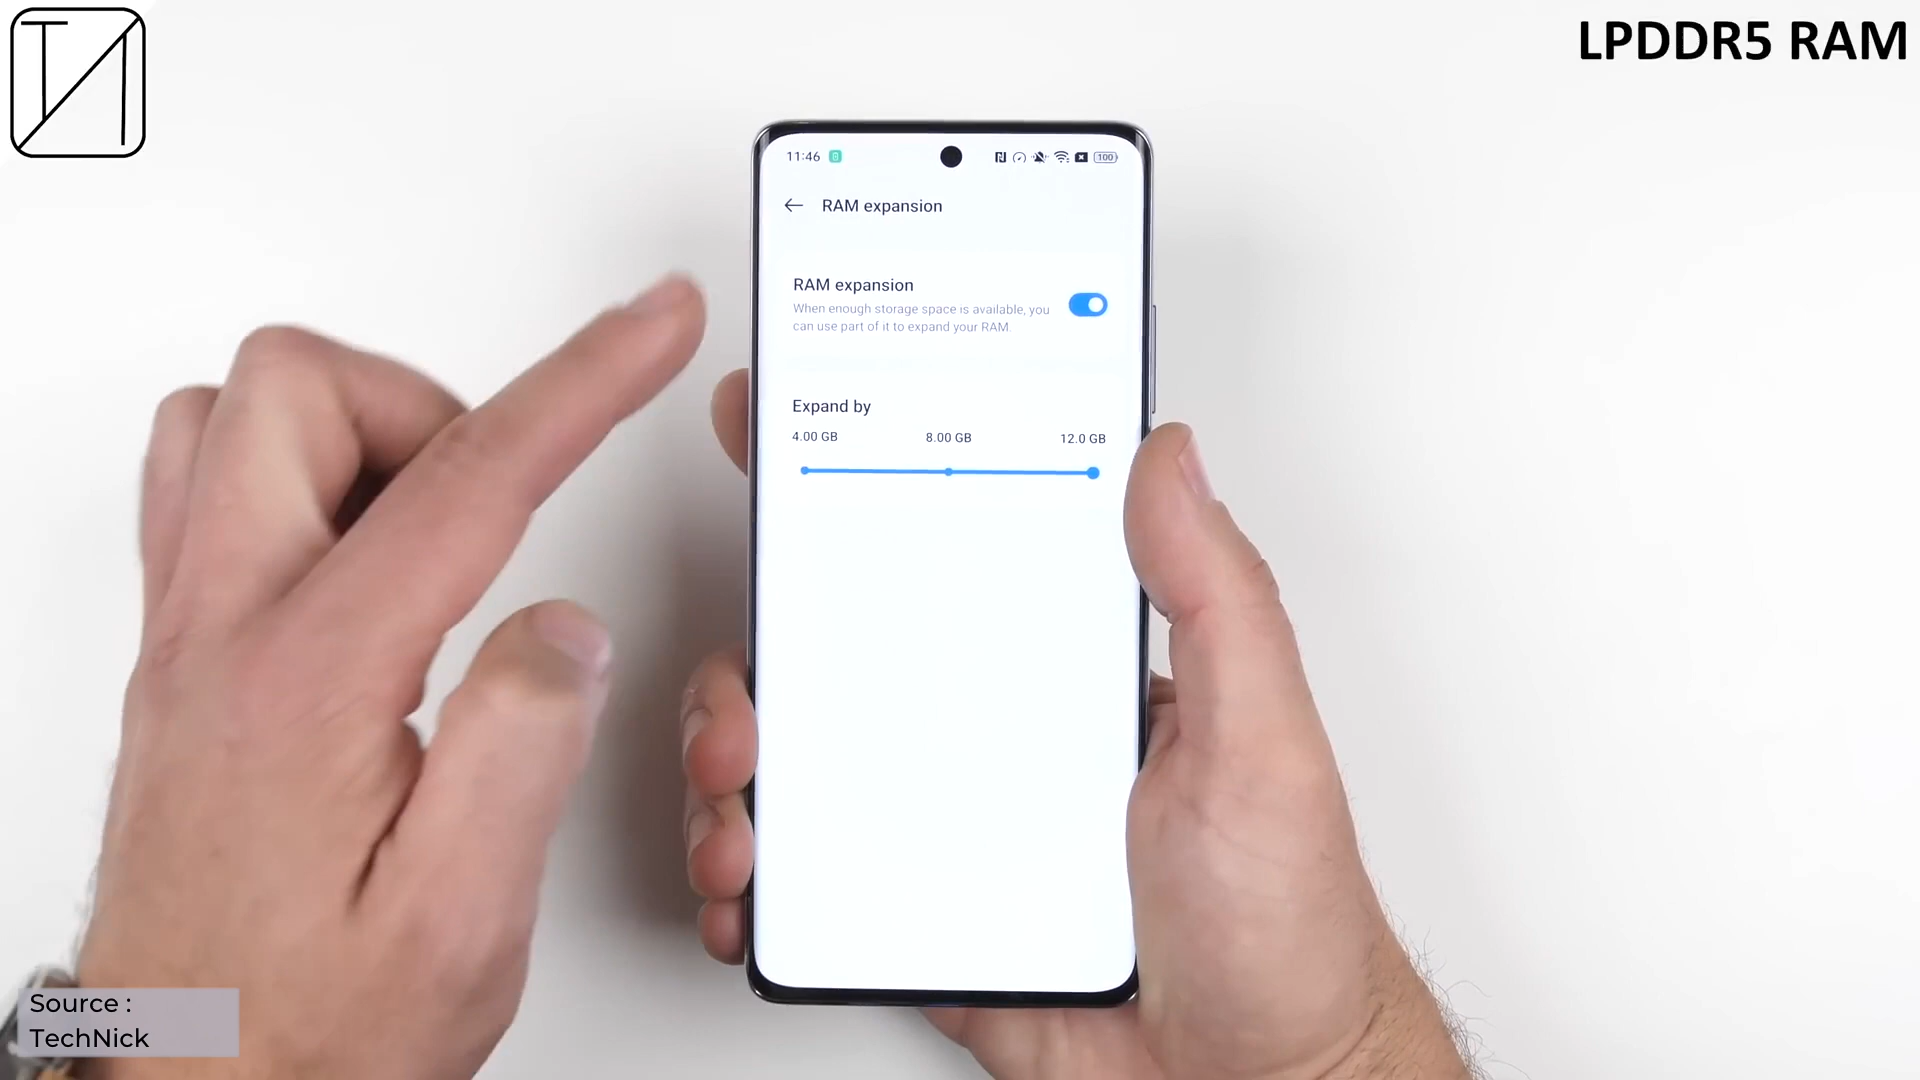 LPDDR5 RAM
11:46
100
RAM expansion
RAM expansion
When enough storage space is available, you
can use part of it to expand your RAM.
Expand by
4.00 GB 8.00 GB 12.0 GB
Source :
TechNick